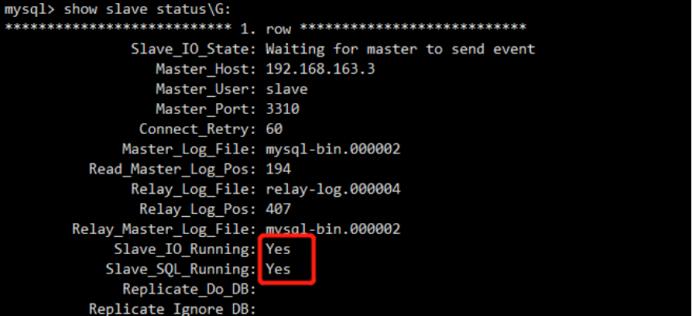 mysql> show slave status\G:
*************************** 1. row ***************************
Slave_IO_State: Waiting for master to send event
Master_Host: 192.168.163.3
Master_User: slave
Master_Port: 3310
Connect_Retry: 60
Master_Log_File: mysql-bin.000002
Read_Master_Log_Pos: 194
Relay_Log_File: relay-log.000004
Relay_Log_Pos: 407
Relay_Master_Log_File: mysql-bin.000002
Slave_IO_Running: Yes
Slave_SQL_Running: Yes
Replicate_Do_DB:
Replicate_Ignore_DB: